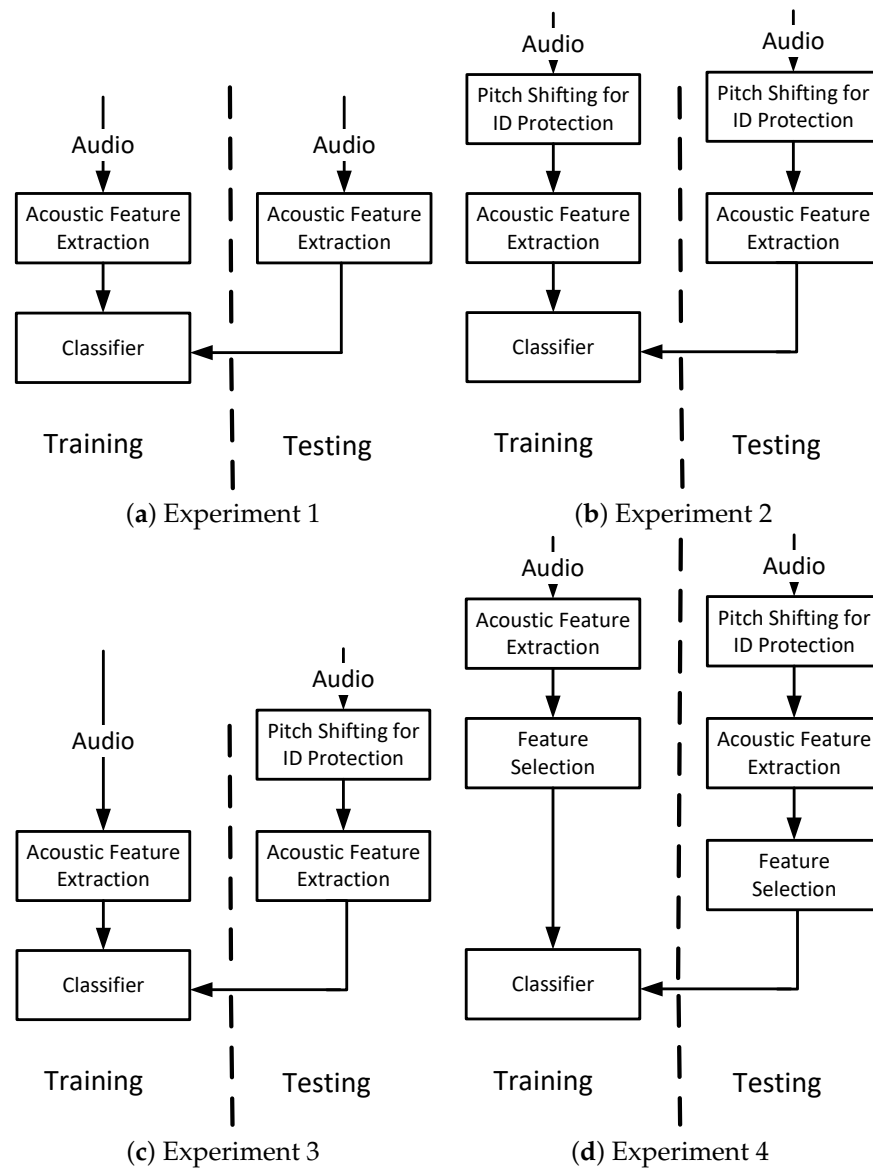 Audio
Acoustic Feature
Extraction
Classifier
Training
Audio
Acoustic Feature
Extraction
Testing
(a) Experiment 1
Audio
Pitch Shifting for
ID Protection
Acoustic Feature
Extraction
Classifier
Training
Audio
Pitch Shifting for
ID Protection
Acoustic Feature
Extraction
Testing
(b) Experiment 2
Audio
Acoustic Feature
Extraction
Classifier
Training
Audio
Pitch Shifting for
ID Protection
Acoustic Feature
Extraction
Testing
(c) Experiment 3
Audio
Acoustic Feature
Extraction
Feature
Selection
Classifier
Training
Audio
Pitch Shifting for
ID Protection
Acoustic Feature
Extraction
Feature
Selection
Testing
(d) Experiment 4